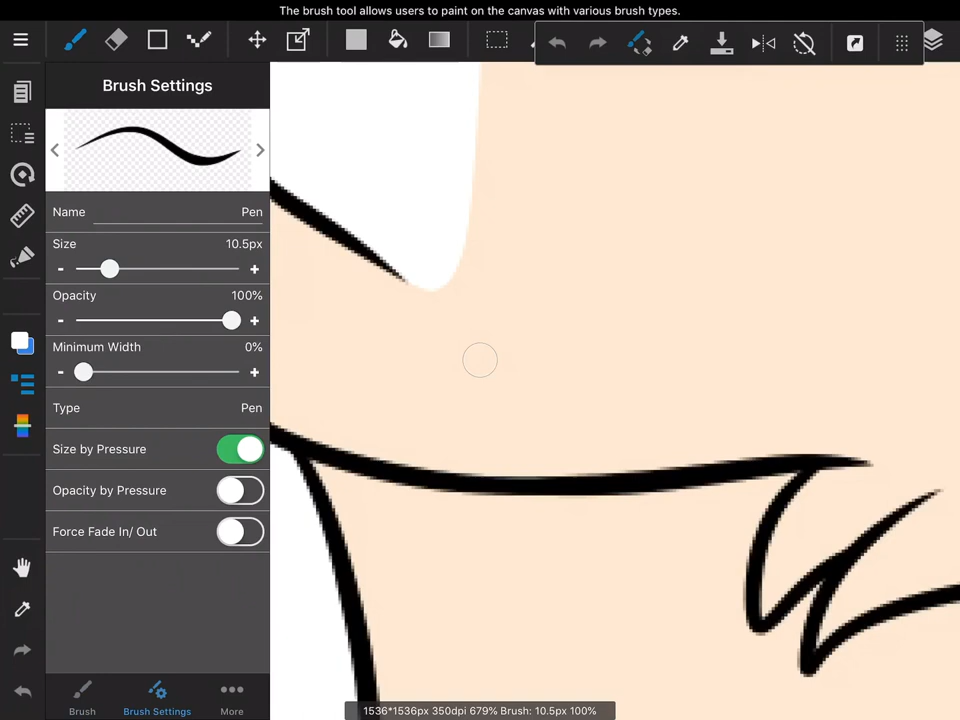 The brush tool allows users to paint on the canvas with various brush types.
Brush Settings
Name Pen
Size 10.5px
- +
Opacity 100%
- +
Minimum Width 0%
- +
Type Pen
Size by Pressure
Opacity by Pressure
Force Fade In/ Out
Brush Brush Settings More
1536*1536px 350dpi 679% Brush: 10.5px 100%